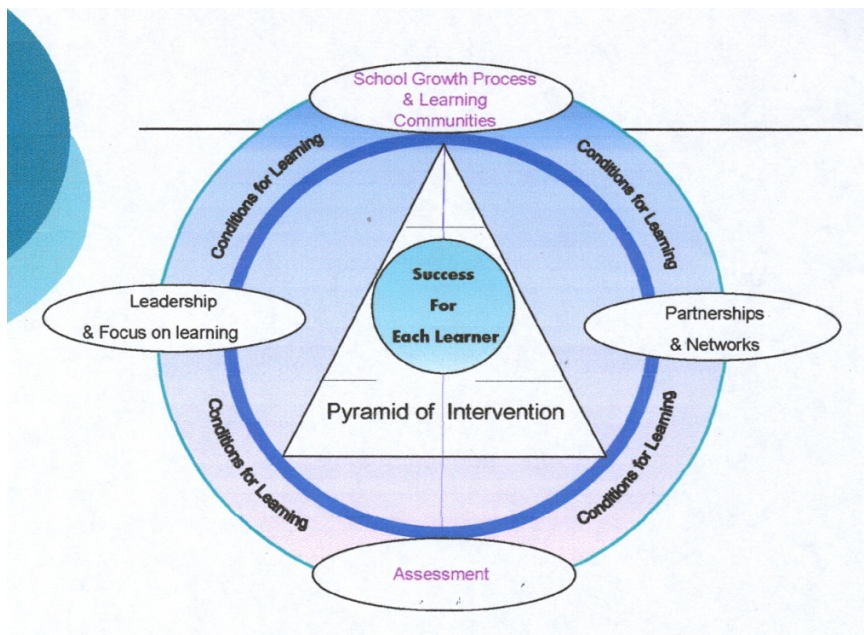 School Growth Process
& Learning
Communities
Conditions for Learning
Conditions for Learning
Success
For
Each Learner
Leadership
& Focus on learning
Partnerships
& Networks
Pyramid of Intervention
Conditions for Learning
Conditions for Learning
Assessment